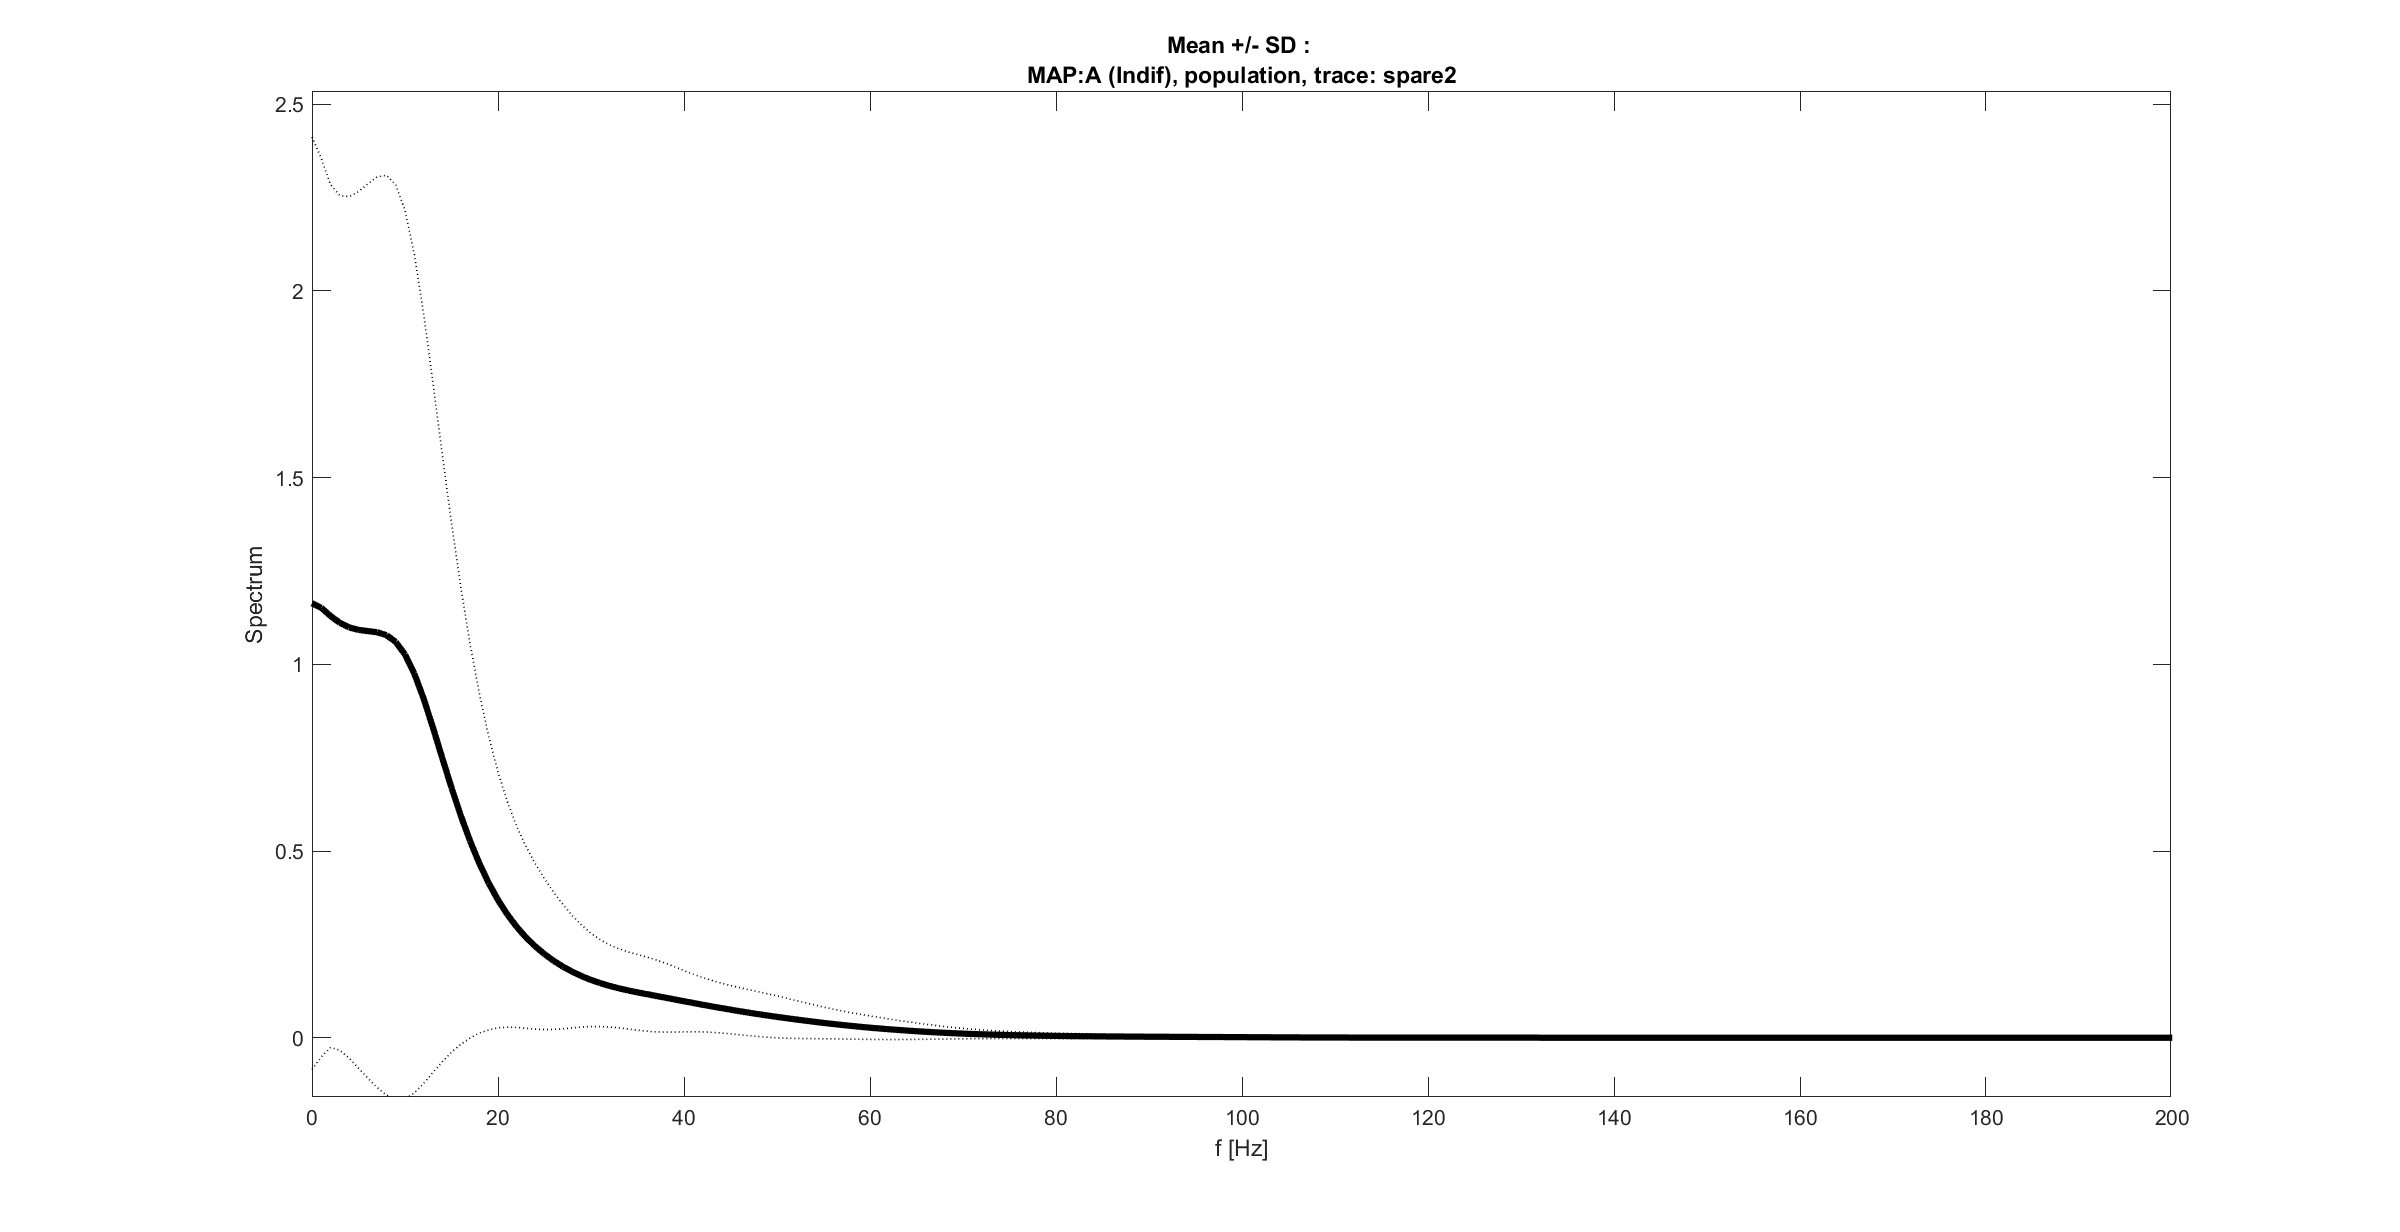 Mean +/- SD :
MAP:A (Indif), population, trace: spare2
2.5
2
1.5
1
0.5
0
Spectrum
0 20 40 60 80 100 120 140 160 180 200
f [Hz]